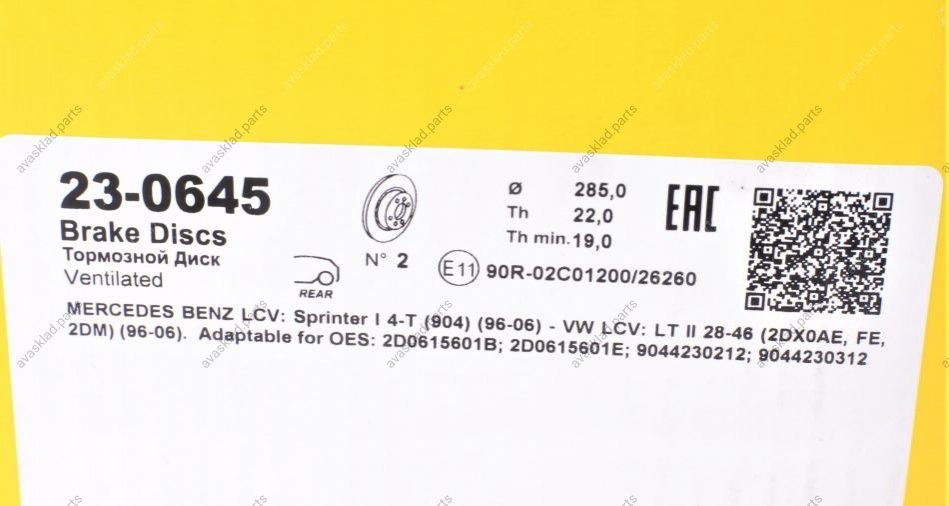 23-0645
Brake Discs
Тормозной Диск
Ventilated
REAR
N° 2
Ø 285,0
Th 22,0
Th min. 19,0
E11 90R-02C01200/26260
EAC
MERCEDES BENZ LCV: Sprinter I 4-T (904) (96-06) - VW LCV: LT II 28-46 (2DX0AE, FE,
2DM) (96-06). Adaptable for OES: 2D0615601B; 2D0615601E; 9044230212; 9044230312
avasklad.parts